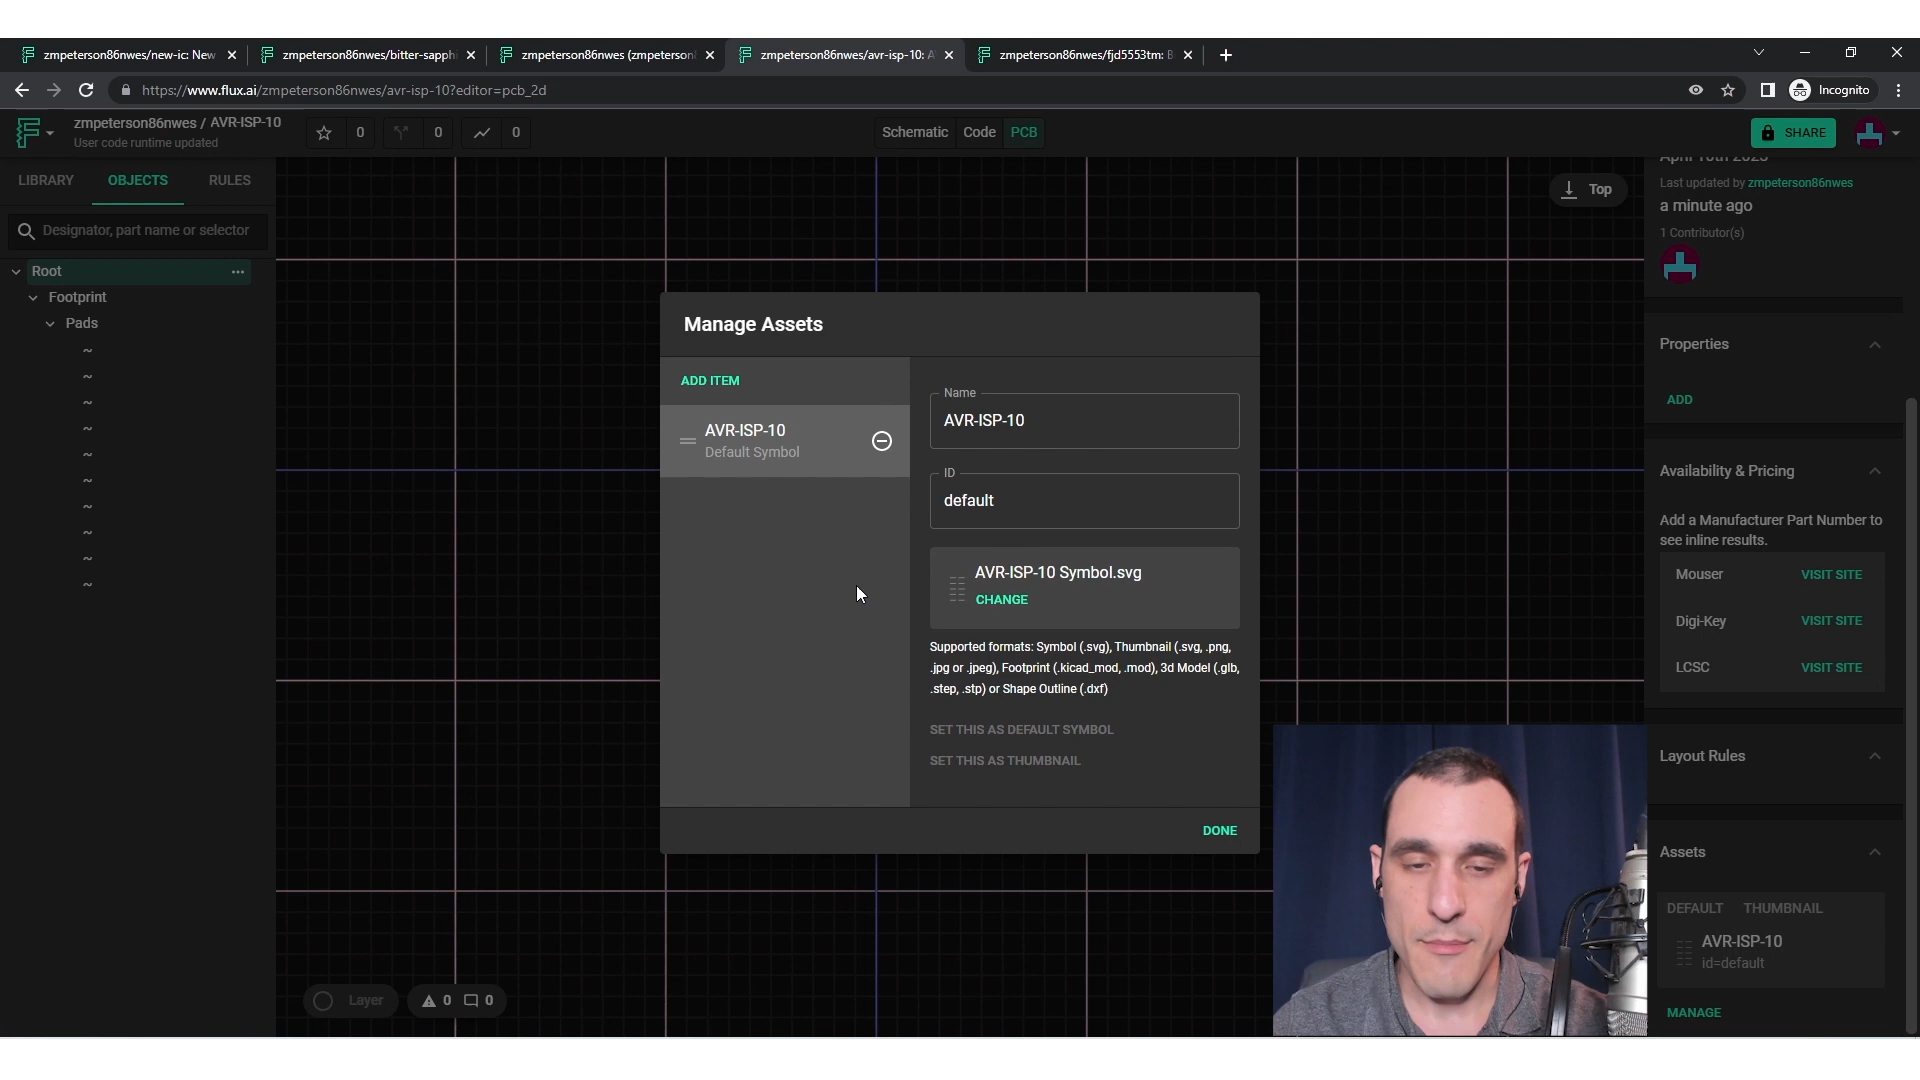 zmpeterson86nwes/new-ic: New
zmpeterson86nwes/bitter-sapph
zmpeterson86nwes (zmpeterson
zmpeterson86nwes/avr-isp-10: A
zmpeterson86nwes/fjd5553tm: B
https://www.flux.ai/zmpeterson86nwes/avr-isp-10?editor=pcb_2d
Incognito
zmpeterson86nwes / AVR-ISP-10
User code runtime updated
0
0
0
Schematic
Code
PCB
SHARE
LIBRARY
OBJECTS
RULES
Designator, part name or selector
Root
Footprint
Pads
~
~
~
~
~
~
~
~
~
~
Top
Layer
0
0
Manage Assets
ADD ITEM
AVR-ISP-10
Default Symbol
Name
AVR-ISP-10
ID
default
AVR-ISP-10 Symbol.svg
CHANGE
Supported formats: Symbol (.svg), Thumbnail (.svg, .png,
.jpg or .jpeg), Footprint (.kicad_mod, .mod), 3d Model (.glb,
.step, .stp) or Shape Outline (.dxf)
SET THIS AS DEFAULT SYMBOL
SET THIS AS THUMBNAIL
DONE
Last updated by zmpeterson86nwes
a minute ago
1 Contributor(s)
Properties
ADD
Availability & Pricing
Add a Manufacturer Part Number to
see inline results.
Mouser
VISIT SITE
Digi-Key
VISIT SITE
LCSC
VISIT SITE
Layout Rules
Assets
DEFAULT
THUMBNAIL
AVR-ISP-10
id=default
MANAGE